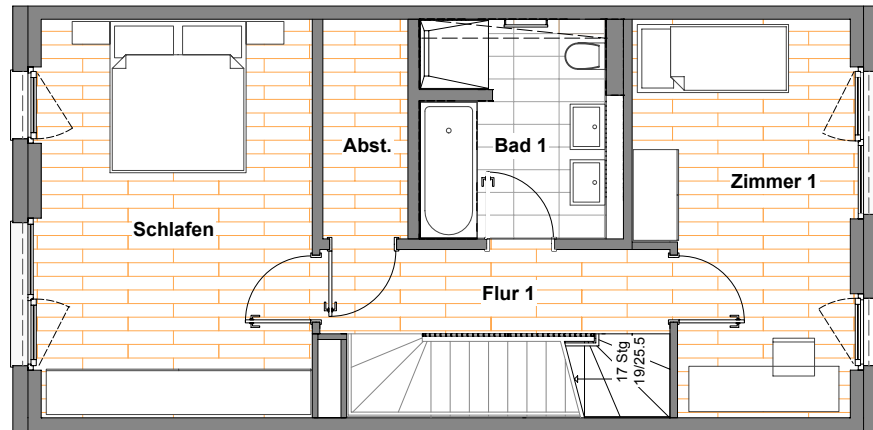 Abst.
Bad 1
Zimmer 1
Schlafen
Flur 1
17 Stg
19/25.5